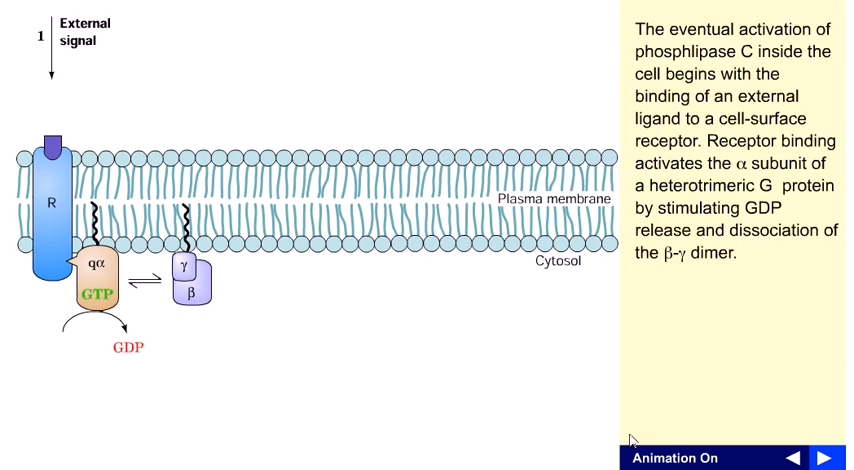 External
1 signal
R
Plasma membrane
Cytosol
qα
GTP
γ
β
GDP
The eventual activation of
phosphlipase C inside the
cell begins with the
binding of an external
ligand to a cell-surface
receptor. Receptor binding
activates the α subunit of
a heterotrimeric G protein
by stimulating GDP
release and dissociation of
the β-γ dimer.
Animation On